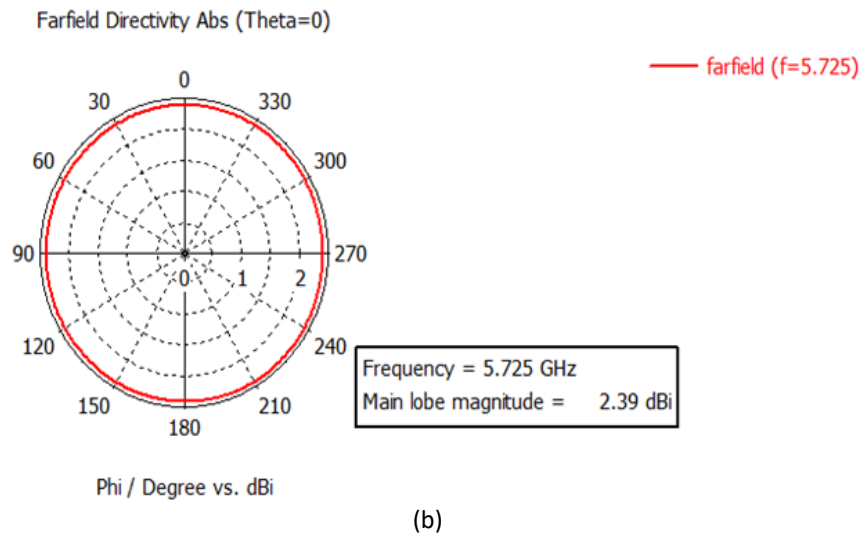 Farfield Directivity Abs (Theta=0)
farfield (f=5.725)
0
30
330
60
300
90
0
1
2
270
120
240
150
210
180
Frequency = 5.725 GHz
Main lobe magnitude = 2.39 dBi
Phi / Degree vs. dBi
(b)